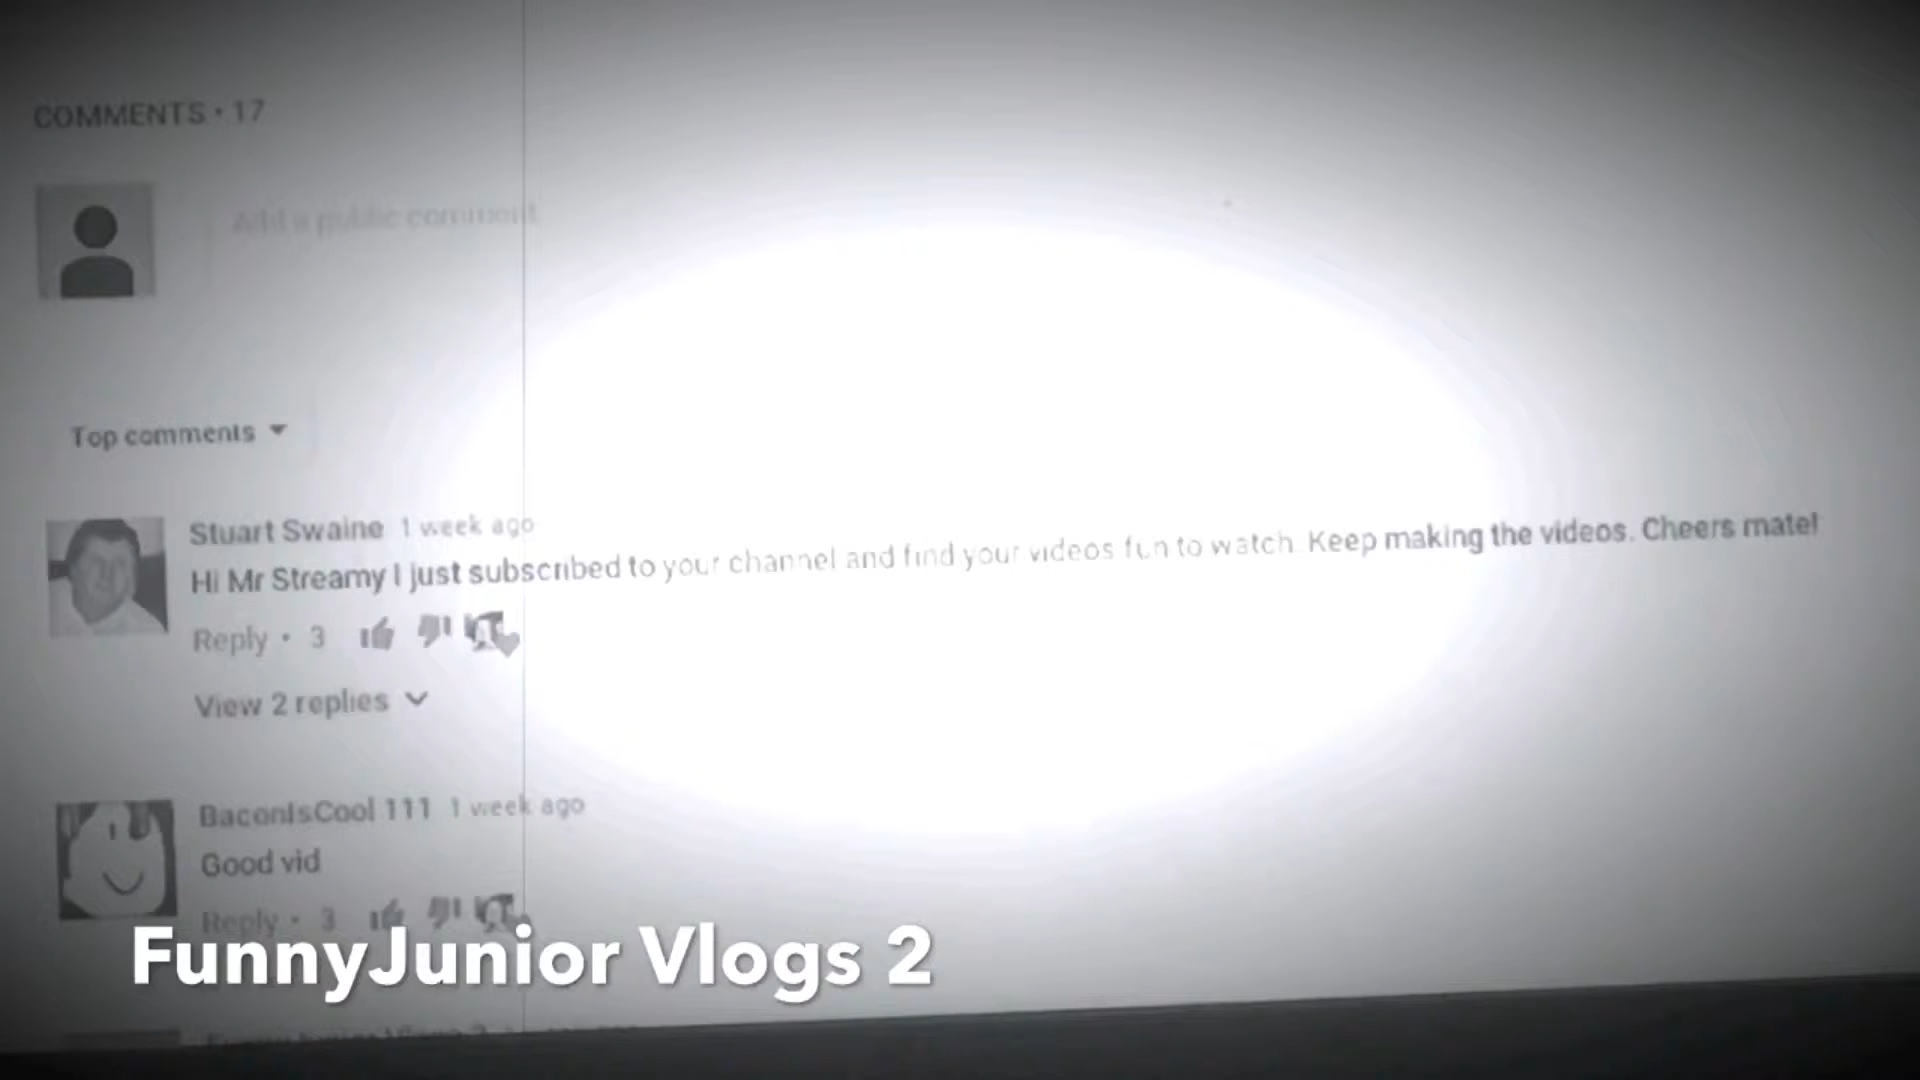 COMMENTS • 17
Add a public comment
Top comments
Stuart Swaine 1 week ago
Hi Mr Streamy I just subscribed to your channel and find your videos fun to watch. Keep making the videos. Cheers mate!
Reply • 3
View 2 replies
BaconIsCool 111 1 week ago
Good vid
Reply • 3
FunnyJunior Vlogs 2